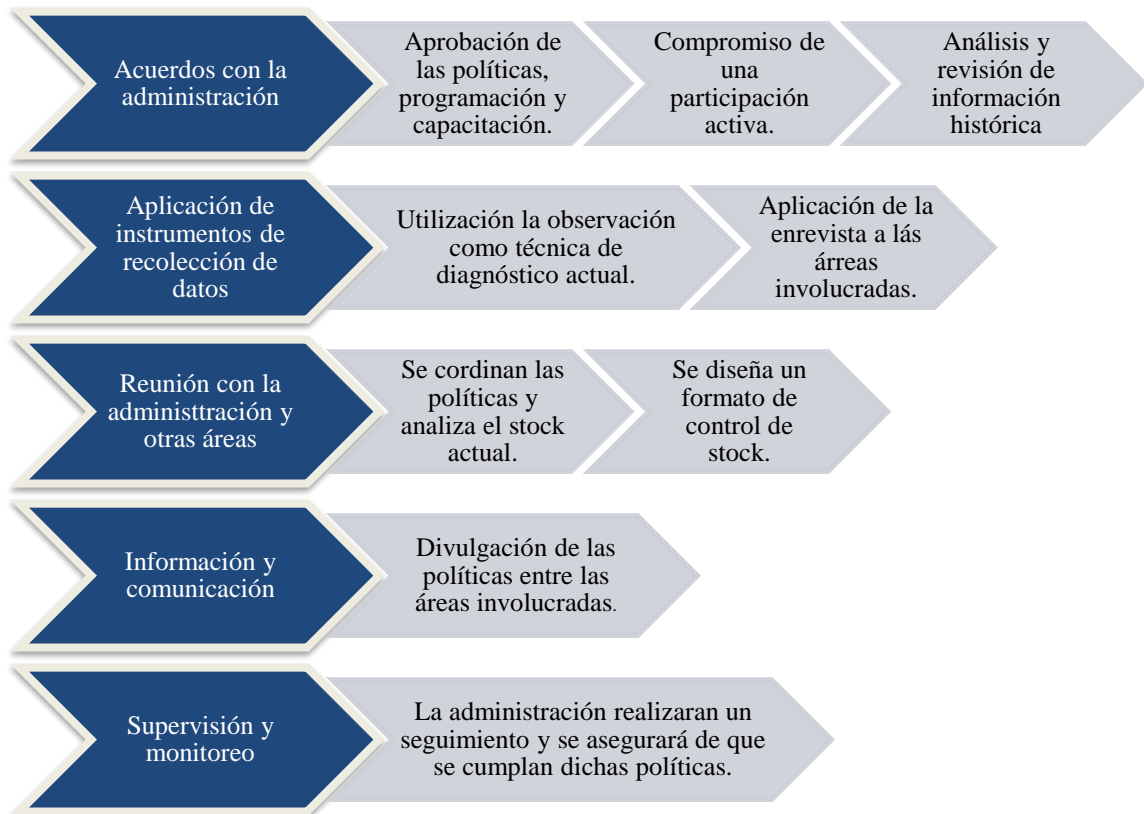 Acuerdos con la
administración
Aprobación de
las políticas,
programación y
capacitación.
Compromiso de
una
participación
activa.
Análisis y
revisión de
información
histórica
Aplicación de
instrumentos de
recolección de
datos
Utilización la observación
como técnica de
diagnóstico actual.
Aplicación de la
enrevista a lás
árreas
involucradas.
Reunión con la
administtración y
otras áreas
Se cordinan las
políticas y
analiza el stock
actual.
Se diseña un
formato de
control de
stock.
Información y
comunicación
Divulgación de las
políticas entre las
áreas involucradas.
Supervisión y
monitoreo
La administración realizaran un
seguimiento y se asegurará de que
se cumplan dichas políticas.